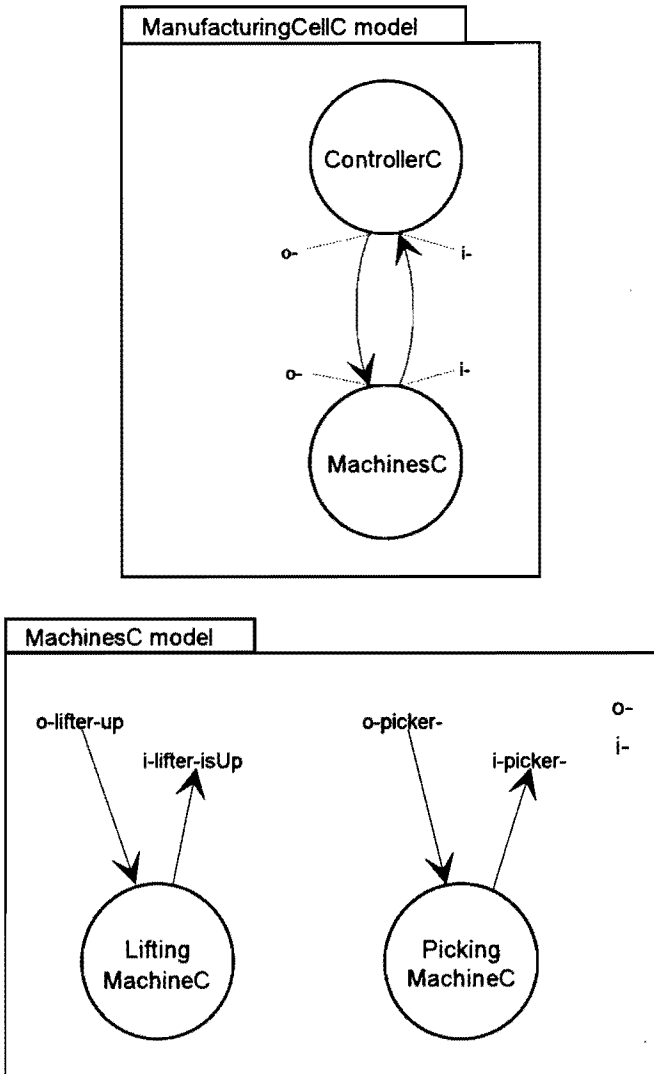 ManufacturingCellC model
ControllerC
o-
i-
o-
i-
MachinesC
MachinesC model
o-lifter-up
o-picker-
o-
i-lifter-isUp
i-picker-
i-
Lifting
MachineC
Picking
MachineC